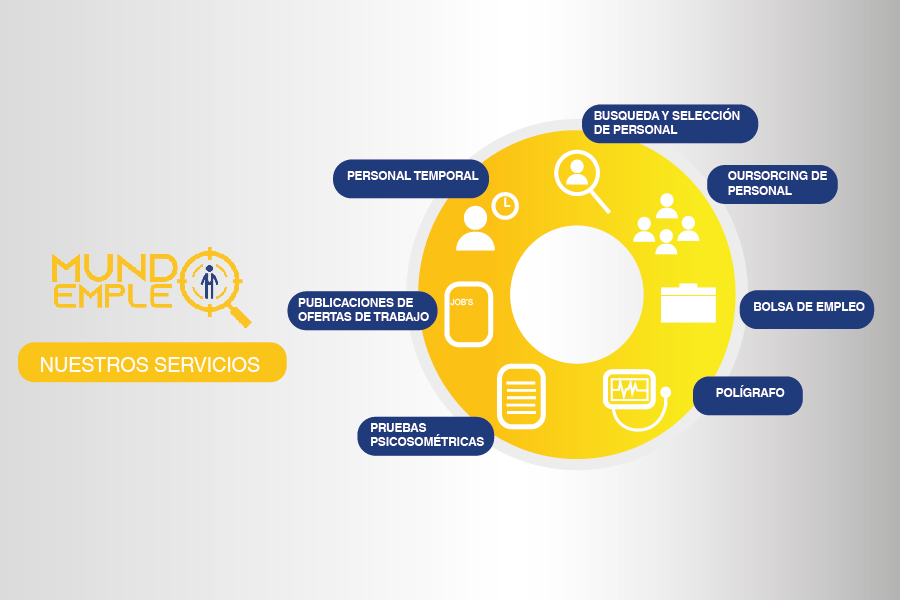 MUNDO
EMPLEO
NUESTROS SERVICIOS
BUSQUEDA Y SELECCIÓN
DE PERSONAL
OURSORCING DE
PERSONAL
BOLSA DE EMPLEO
POLÍGRAFO
PRUEBAS
PSICOSOMÉTRICAS
PUBLICACIONES DE
OFERTAS DE TRABAJO
JOB'S
PERSONAL TEMPORAL